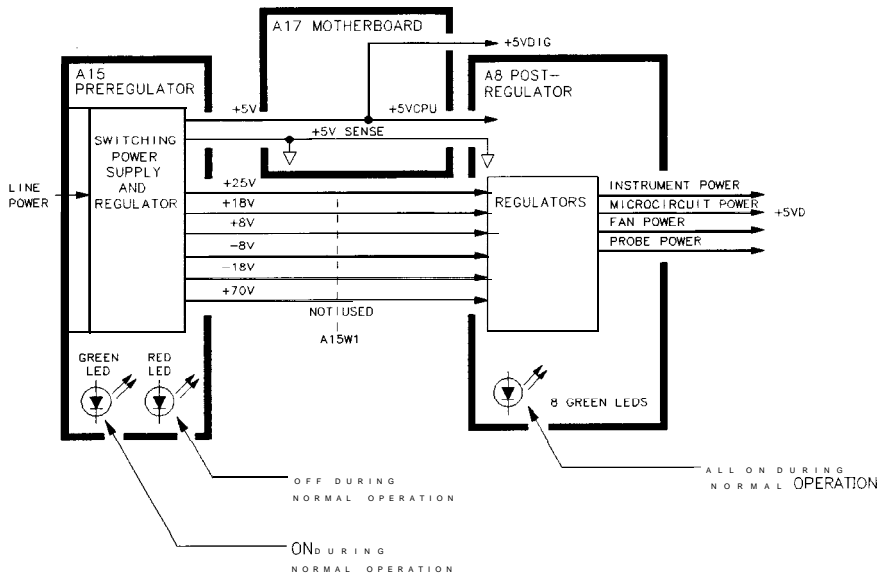 A17 MOTHERBOARD
+5VDIG
A15
PREREGULATOR
A8 POST-
REGULATOR
+5V
+5VCPU
+5V SENSE
SWITCHING
POWER
SUPPLY
AND
REGULATOR
LINE
POWER
+25V
+18V
+8V
-8V
-18V
+70V
REGULATORS
INSTRUMENT POWER
MICROCIRCUIT POWER
+5VD
FAN POWER
PROBE POWER
NOT USED
A15W1
GREEN
LED
RED
LED
8 GREEN LEDS
OFF DURING
NORMAL OPERATION
ALL ON DURING
NORMAL OPERATION
ON DURING
NORMAL OPERATION